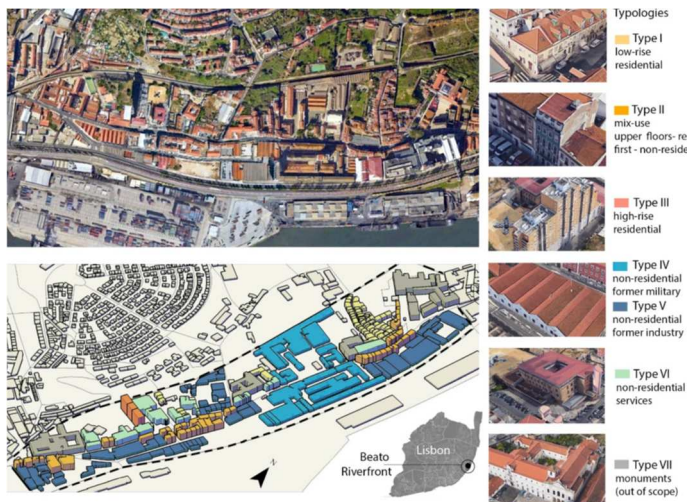 Typologies
Type I
low-rise
residential
Type II
mix-use
upper floors- re
first - non-reside
Type III
high-rise
residential
Type IV
non-residential
former military
Type V
non-residential
former industry
Type VI
non-residential
services
Type VII
monuments
(out of scope)
Lisbon
Beato
Riverfront
N